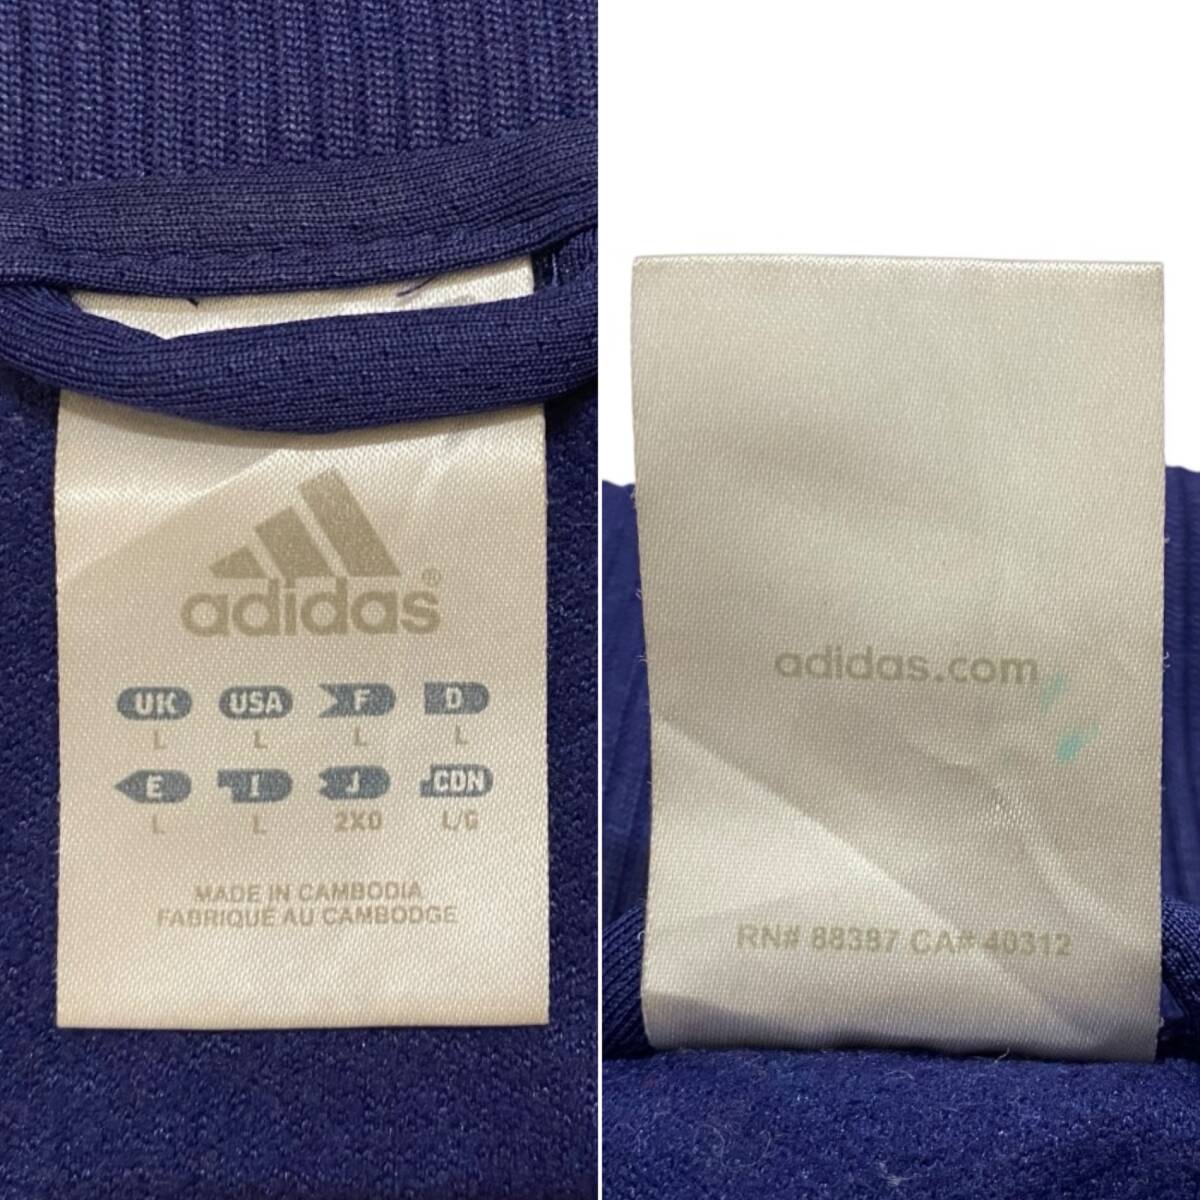 adidas®
UK USA F D
L L L L
E I J CDN
L L 2XO L/G
MADE IN CAMBODIA
FABRIQUÉ AU CAMBODGE
adidas.com
RN# 88387 CA# 40312